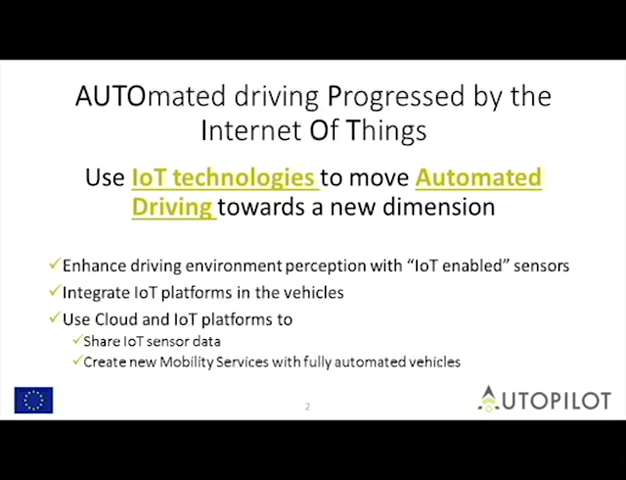 AUTOmated driving Progressed by the
Internet Of Things
Use IoT technologies to move Automated
Driving towards a new dimension
✓Enhance driving environment perception with “IoT enabled” sensors
✓Integrate IoT platforms in the vehicles
✓Use Cloud and IoT platforms to
✓Share IoT sensor data
✓Create new Mobility Services with fully automated vehicles
2
AUTOPILOT